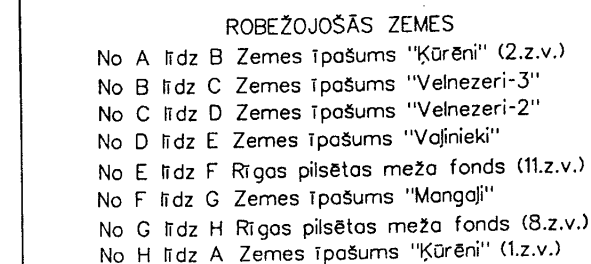 ROBEŽOJOŠĀS ZEMES
No A līdz B Zemes īpašums "Ķūrēni" (2.z.v.)
No B līdz C Zemes īpašums "Velnezeri-3"
No C līdz D Zemes īpašums "Velnezeri-2"
No D līdz E Zemes īpašums "Vaļinieki"
No E līdz F Rīgas pilsētas meža fonds (11.z.v.)
No F līdz G Zemes īpašums "Mangaļi"
No G līdz H Rīgas pilsētas meža fonds (8.z.v.)
No H līdz A Zemes īpašums "Ķūrēni" (1.z.v.)